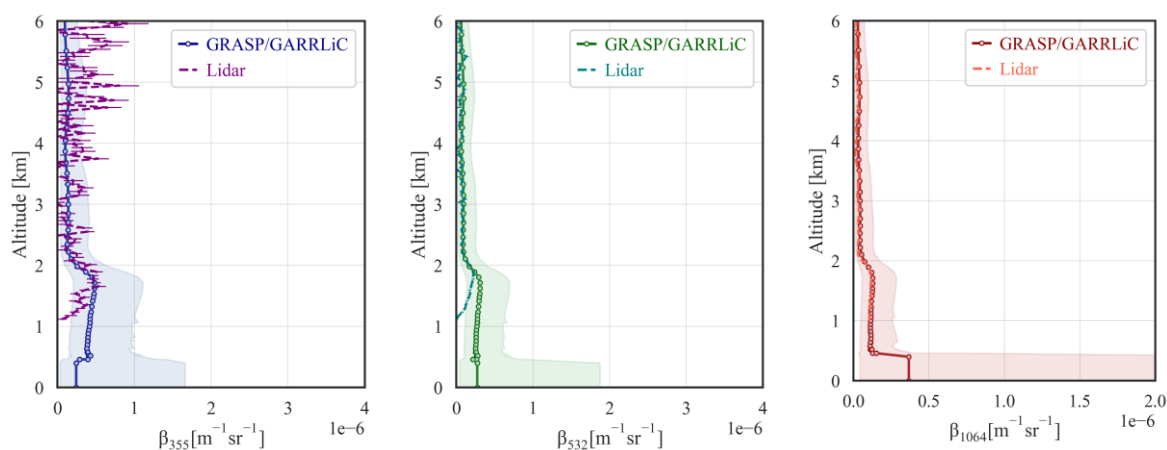 6
5
4
3
2
1
0
Altitude [km]
GRASP/GARRLiC
Lidar
0
1
2
3
4
1e−6
β355[m−1sr−1]
6
5
4
3
2
1
0
Altitude [km]
GRASP/GARRLiC
Lidar
0
1
2
3
4
1e−6
β532[m−1sr−1]
6
5
4
3
2
1
0
Altitude [km]
GRASP/GARRLiC
Lidar
0.0
0.5
1.0
1.5
2.0
1e−6
β1064[m−1sr−1]